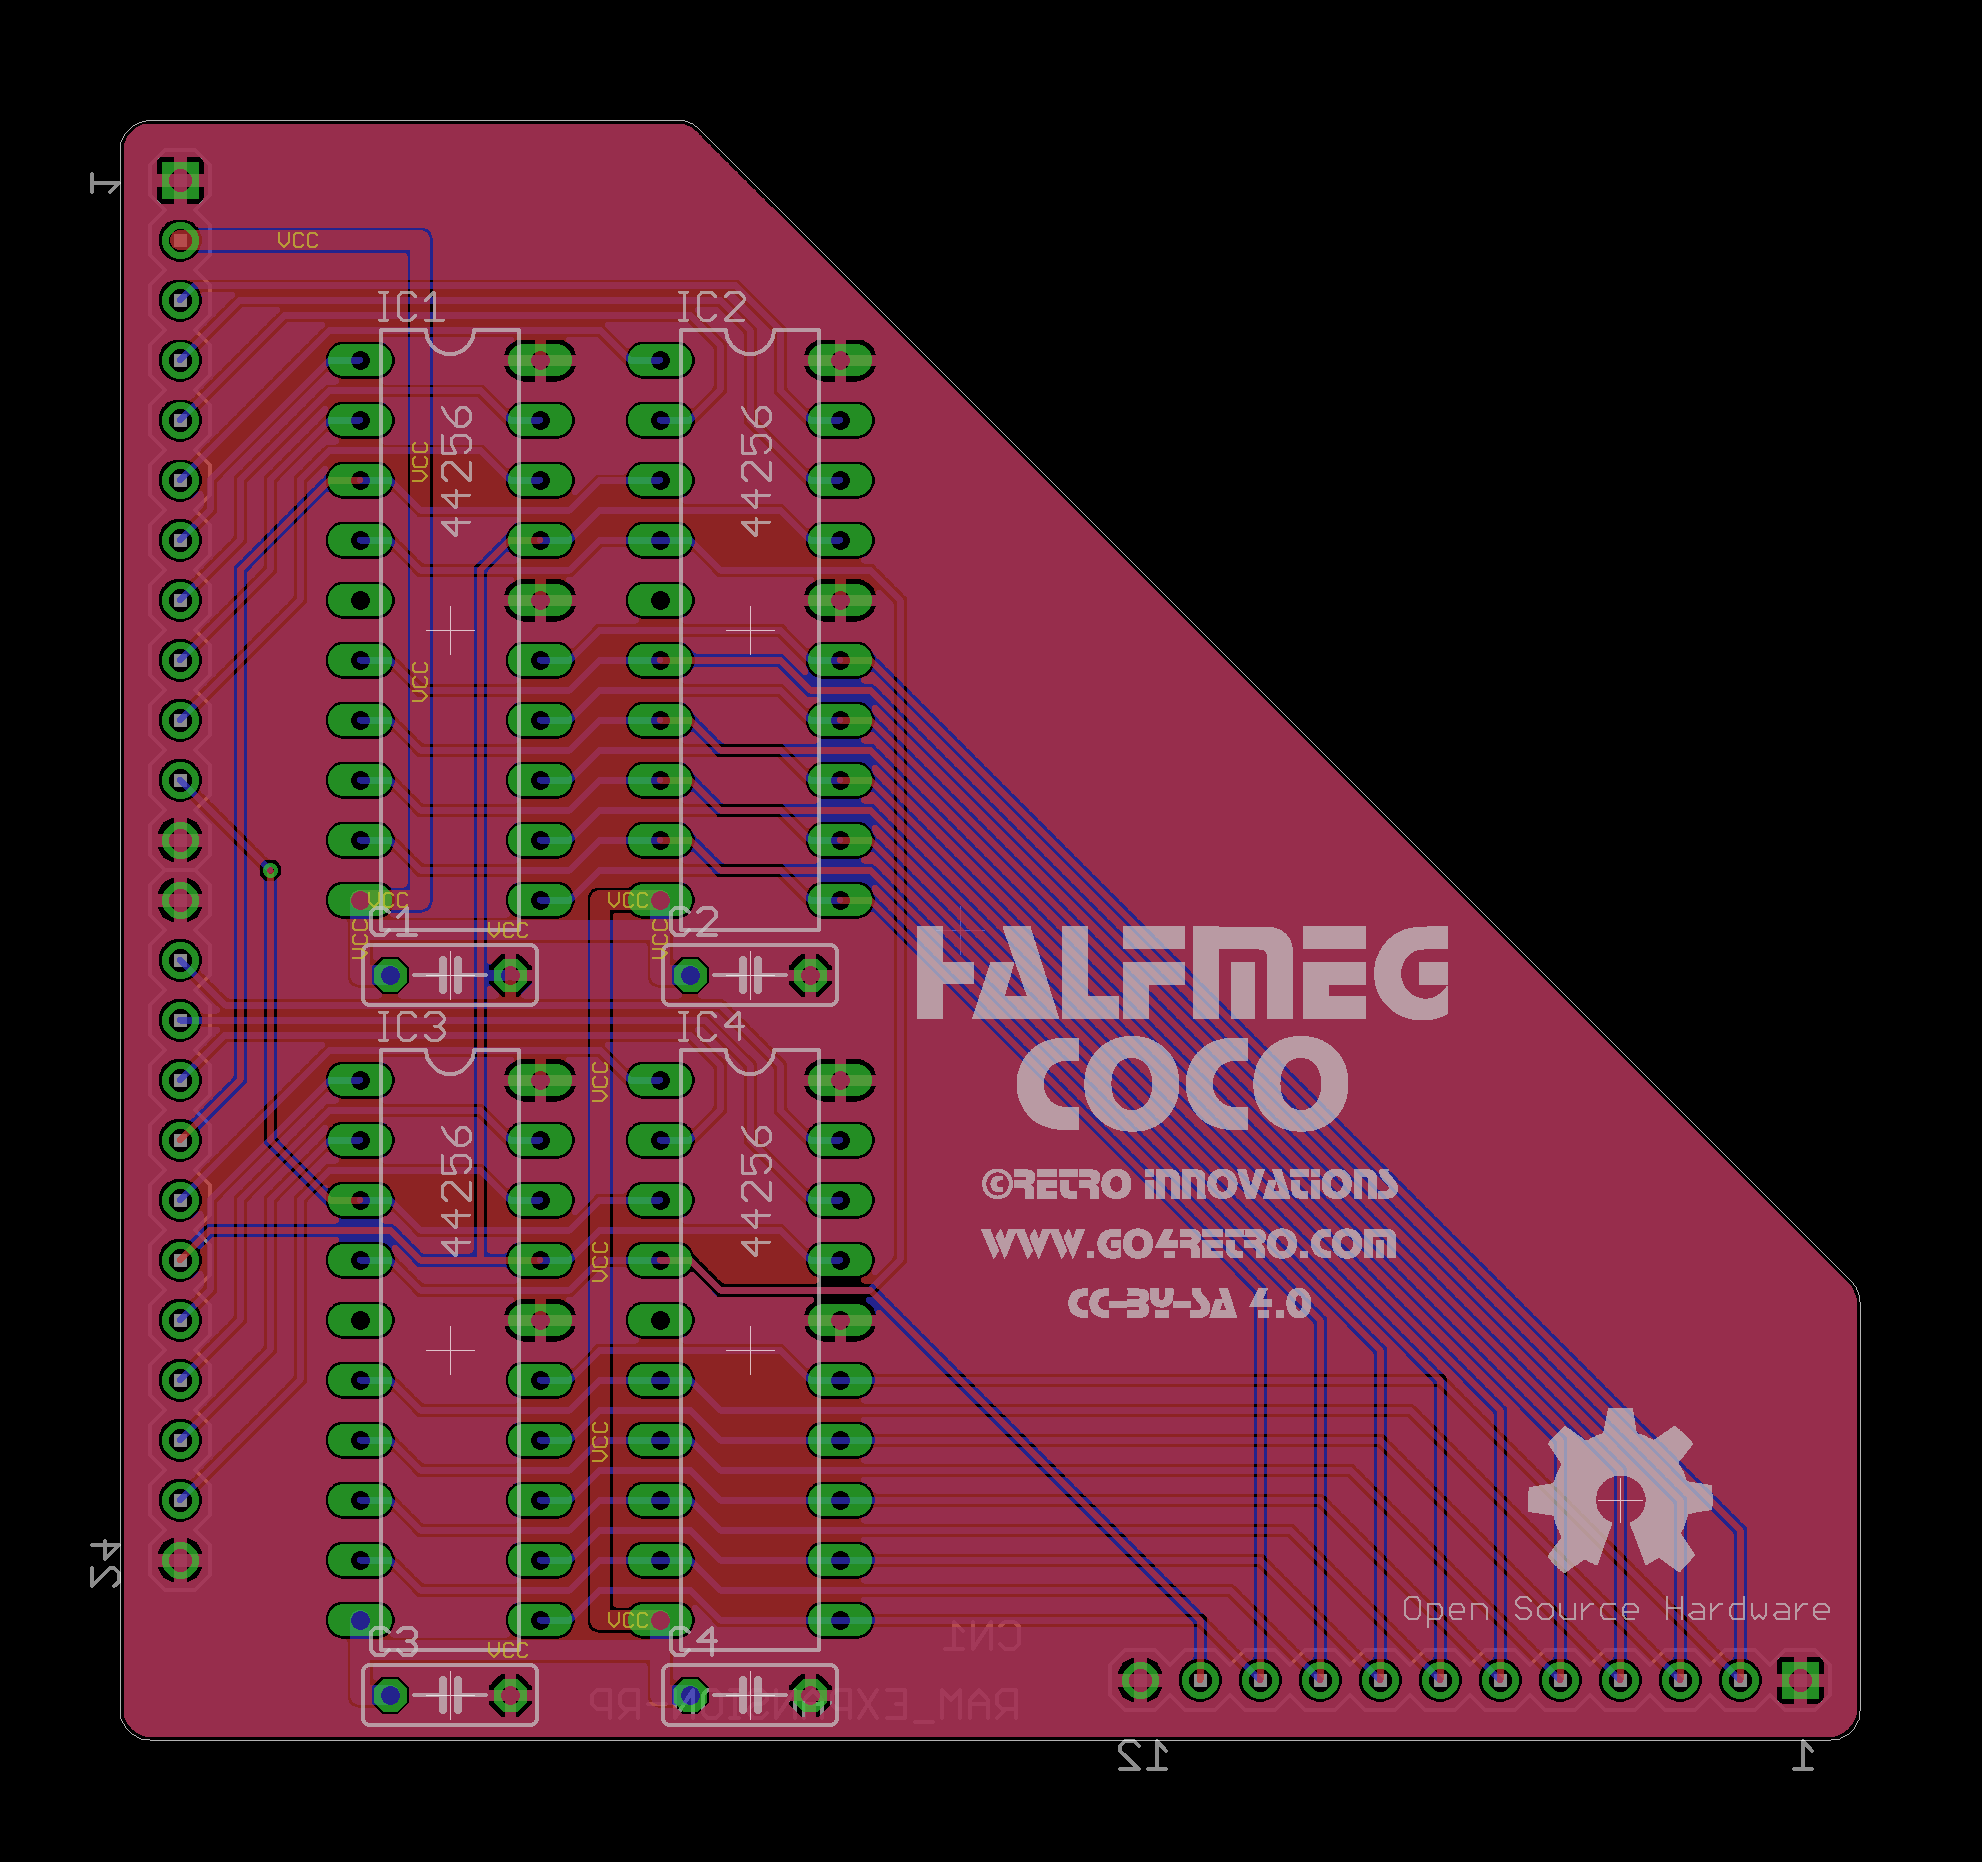 1
VCC
IC1 IC2
44256 44256
VCC
VCC
VCC VCC
C1 C2
VCC VCC VCC
HALFMEG
COCO
IC3 IC4
VCC
44256 44256
©RETRO INNOVATIONS
WWW.GO4RETRO.COM
VCC
CC-BY-SA 4.0
VCC
24
Open Source Hardware
VCC
C3 C4
VCC
CN1
RAM_EXPANSION-RP
12 1